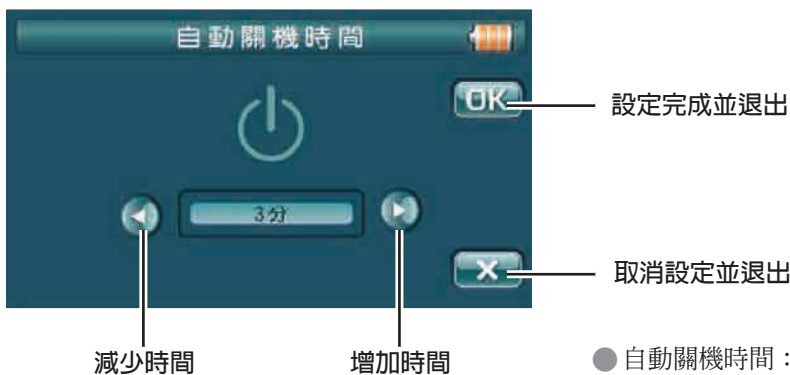 自動關機時間
OK
設定完成並退出
3分
X
取消設定並退出
減少時間
增加時間
●自動關機時間：